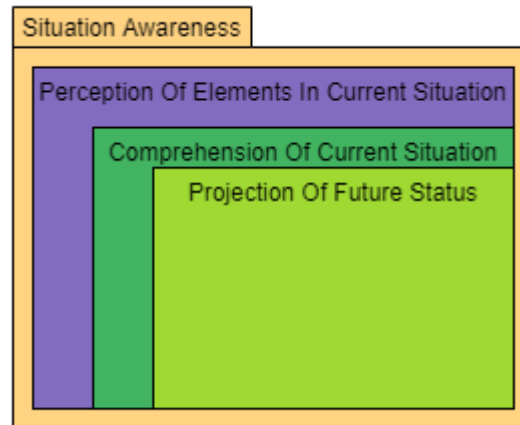 Situation Awareness
Perception Of Elements In Current Situation
Comprehension Of Current Situation
Projection Of Future Status